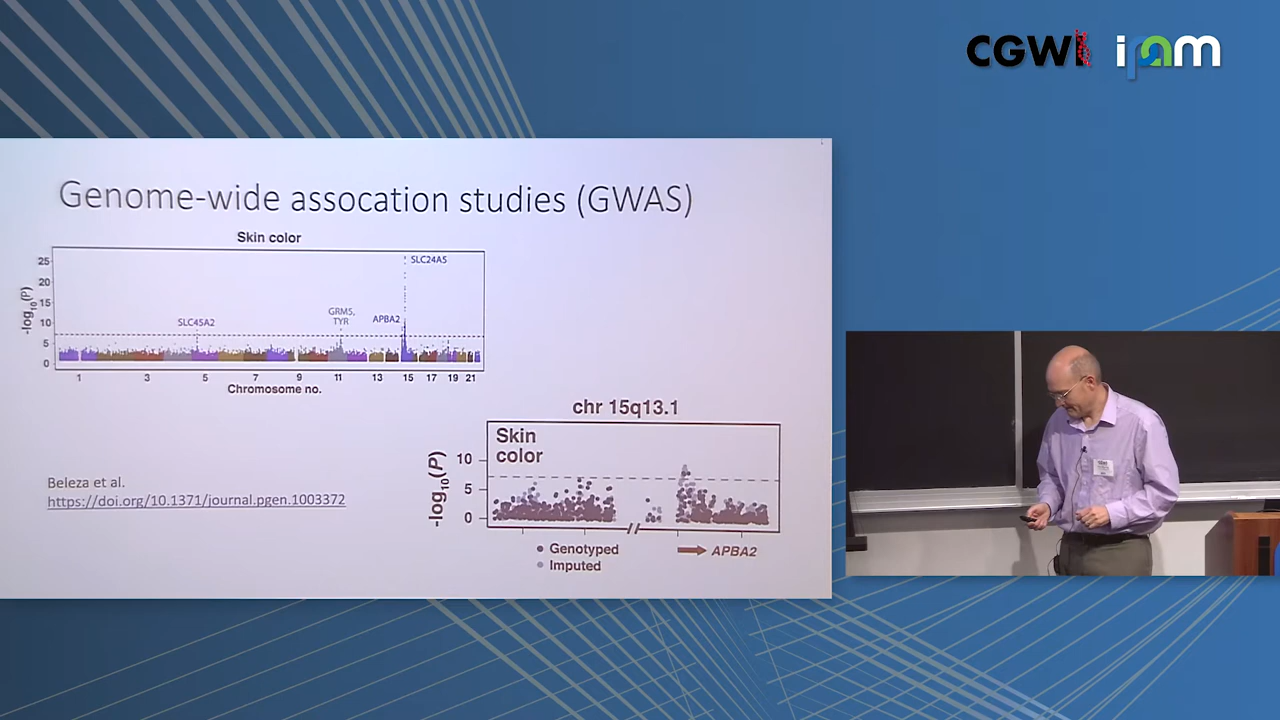 CGWI ipam
Genome-wide assocation studies (GWAS)
Skin color
SLC24A5
GRM5,
TYR
APBA2
SLC45A2
-log10(P)
25
20
15
10
5
0
1 3 5 7 9 11 13 15 17 19 21
Chromosome no.
chr 15q13.1
Skin
color
-log10(P)
10
5
0
Genotyped
Imputed
APBA2
Beleza et al.
https://doi.org/10.1371/journal.pgen.1003372